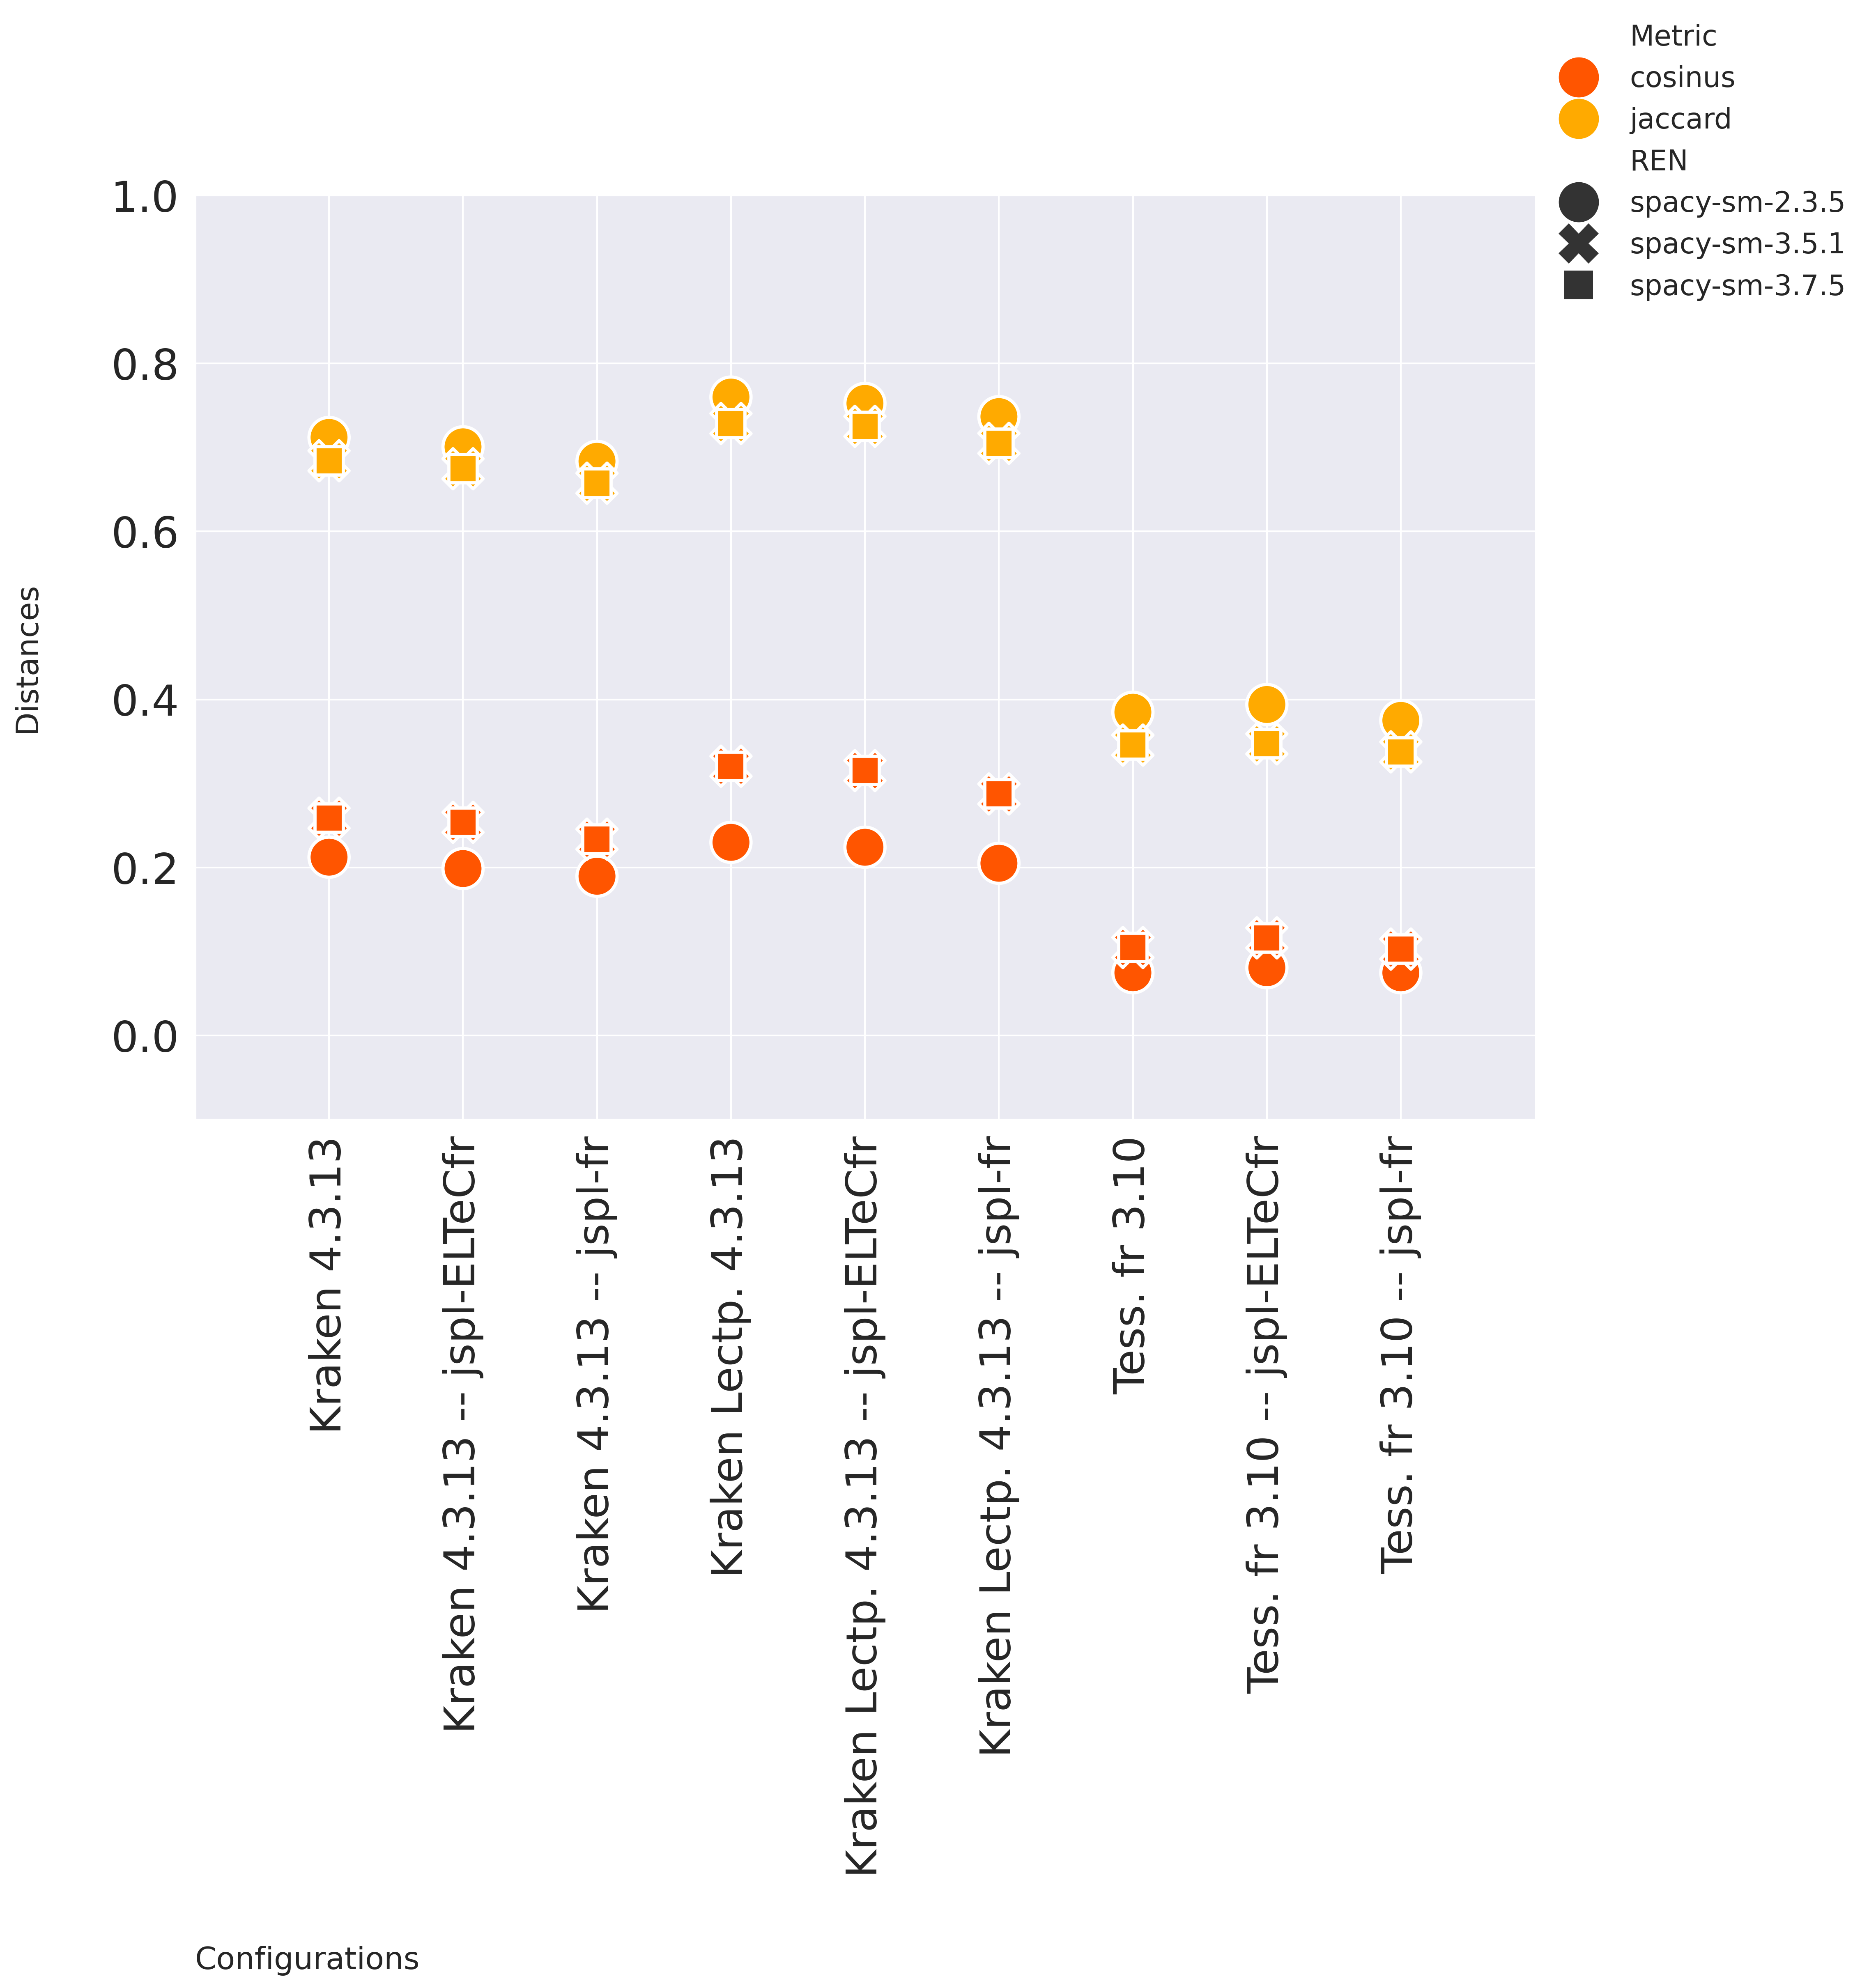 Metric
cosinus
jaccard
REN
spacy-sm-2.3.5
spacy-sm-3.5.1
spacy-sm-3.7.5
1.0
0.8
0.6
0.4
0.2
0.0
Distances
Kraken 4.3.13
Kraken 4.3.13 -- jspl-ELTeCfr
Kraken 4.3.13 -- jspl-fr
Kraken Lectp. 4.3.13
Kraken Lectp. 4.3.13 -- jspl-ELTeCfr
Kraken Lectp. 4.3.13 -- jspl-fr
Tess. fr 3.10
Tess. fr 3.10 -- jspl-ELTeCfr
Tess. fr 3.10 -- jspl-fr
Configurations